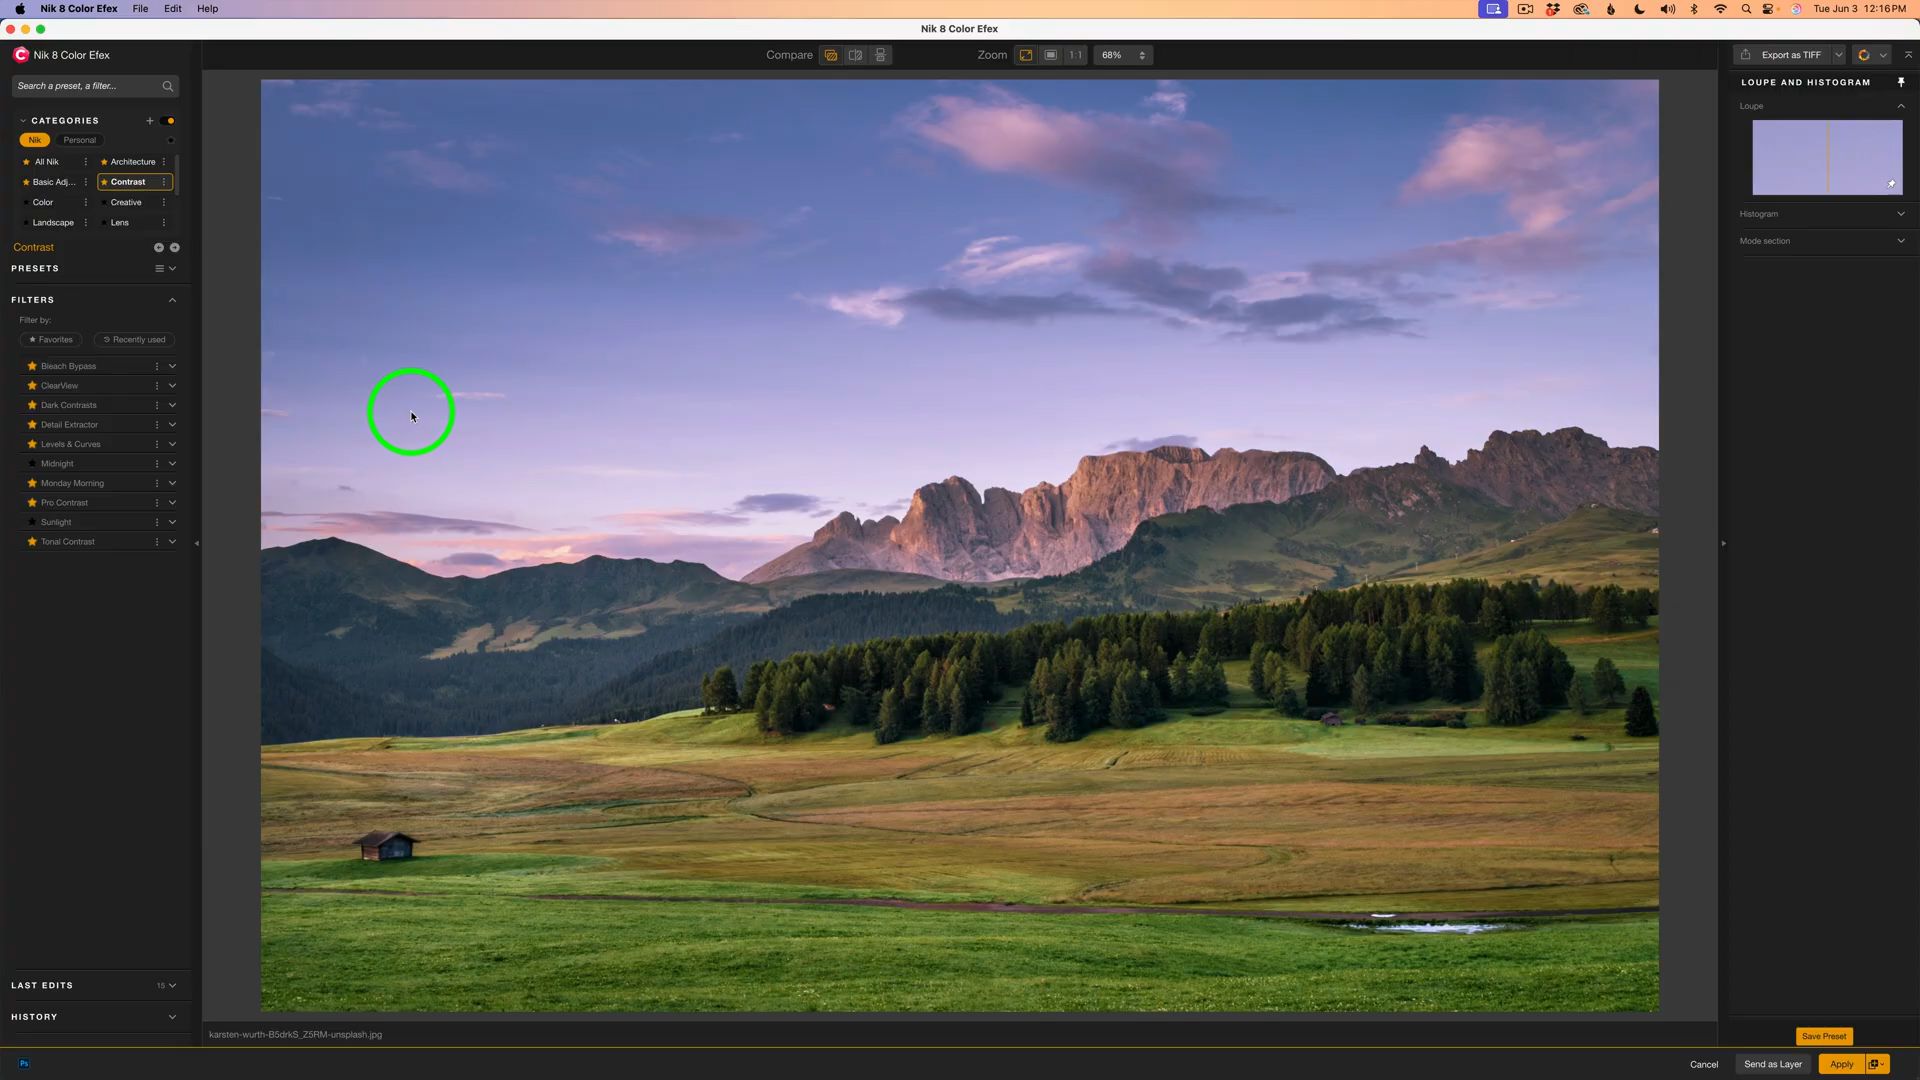 Nik 8 Color Efex File Edit Help Tue Jun 3 12:16 PM
Nik 8 Color Efex
Nik 8 Color Efex
Compare Zoom 1:1 68%
Export as TIFF
Search a preset, a filter...
CATEGORIES
Nik Personal
All Nik Architecture
Basic Adj... Contrast
Color Creative
Landscape Lens
Contrast
PRESETS
FILTERS
Filter by:
Favorites Recently used
Bleach Bypass
ClearView
Dark Contrasts
Detail Extractor
Levels & Curves
Midnight
Monday Morning
Pro Contrast
Sunlight
Tonal Contrast
LAST EDITS 15
HISTORY
LOUPE AND HISTOGRAM
Loupe
Histogram
Mode section
karsten-wurth-B5drkS_Z5RM-unsplash.jpg
Save Preset
Ps
Cancel Send as Layer Apply